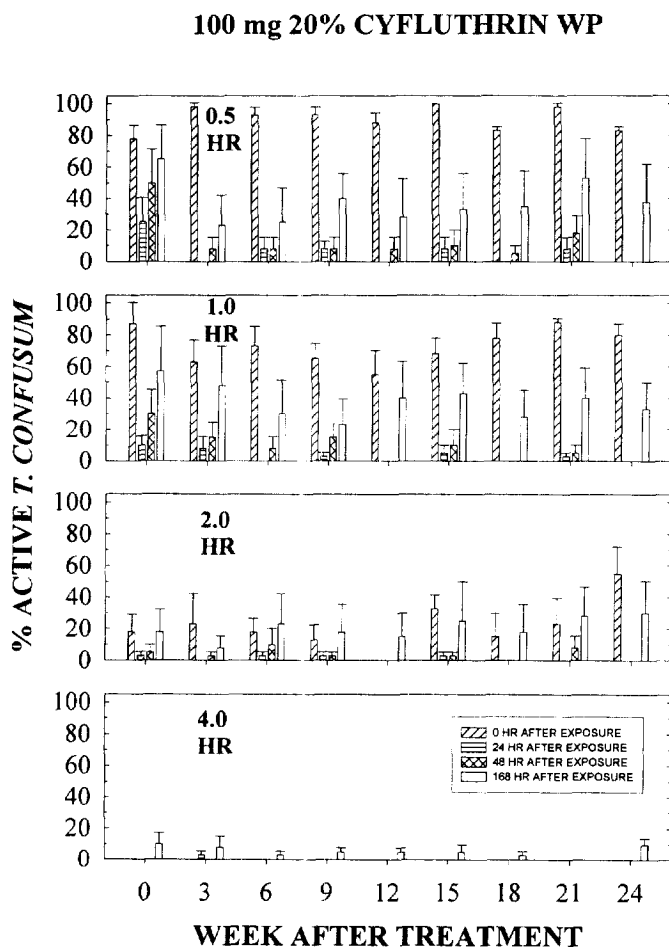 100 mg 20% CYFLUTHRIN WP
% ACTIVE T. CONFUSUM
100
80
60
40
20
0
0.5
HR
100
80
60
40
20
0
1.0
HR
100
80
60
40
20
0
2.0
HR
100
80
60
40
20
0
4.0
HR
0 HR AFTER EXPOSURE
24 HR AFTER EXPOSURE
48 HR AFTER EXPOSURE
168 HR AFTER EXPOSURE
0 3 6 9 12 15 18 21 24
WEEK AFTER TREATMENT